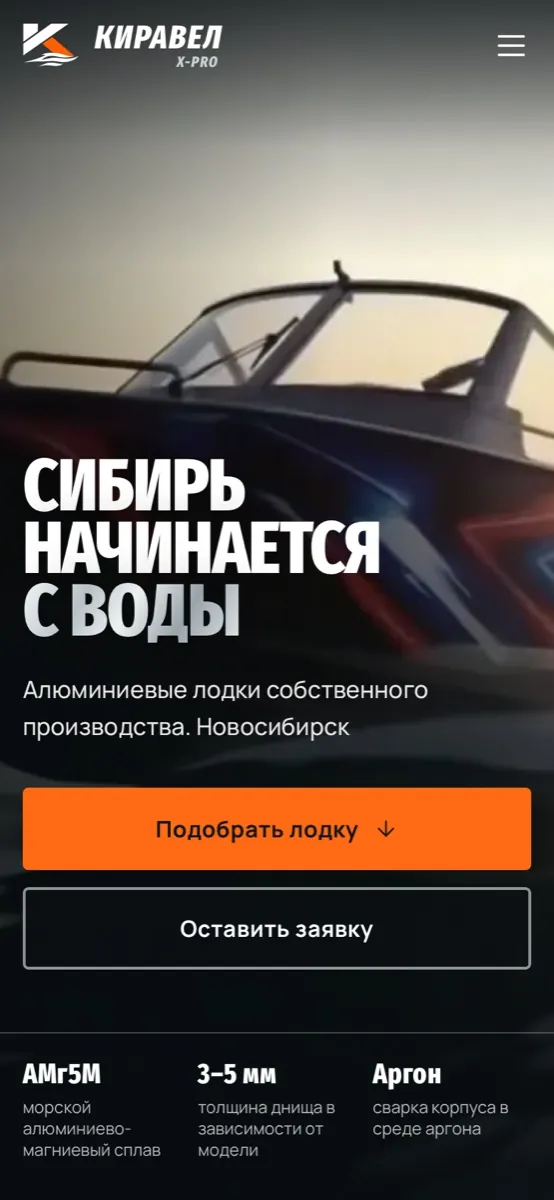 КИРАВЕЛ
X-PRO
СИБИРЬ
НАЧИНАЕТСЯ
С ВОДЫ
Алюминиевые лодки собственного
производства. Новосибирск
Подобрать лодку ↓
Оставить заявку
АМг5М
морской
алюминиево-
магниевый сплав
3–5 мм
толщина днища в
зависимости от
модели
Аргон
сварка корпуса в
среде аргона